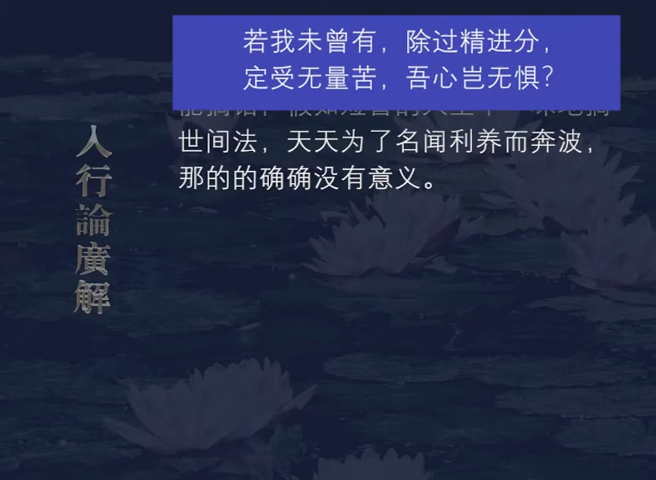 若我未曾有，除过精进分，
定受无量苦，吾心岂无惧？
世间法，天天为了名闻利养而奔波，
那的的确确没有意义。
入行論廣解